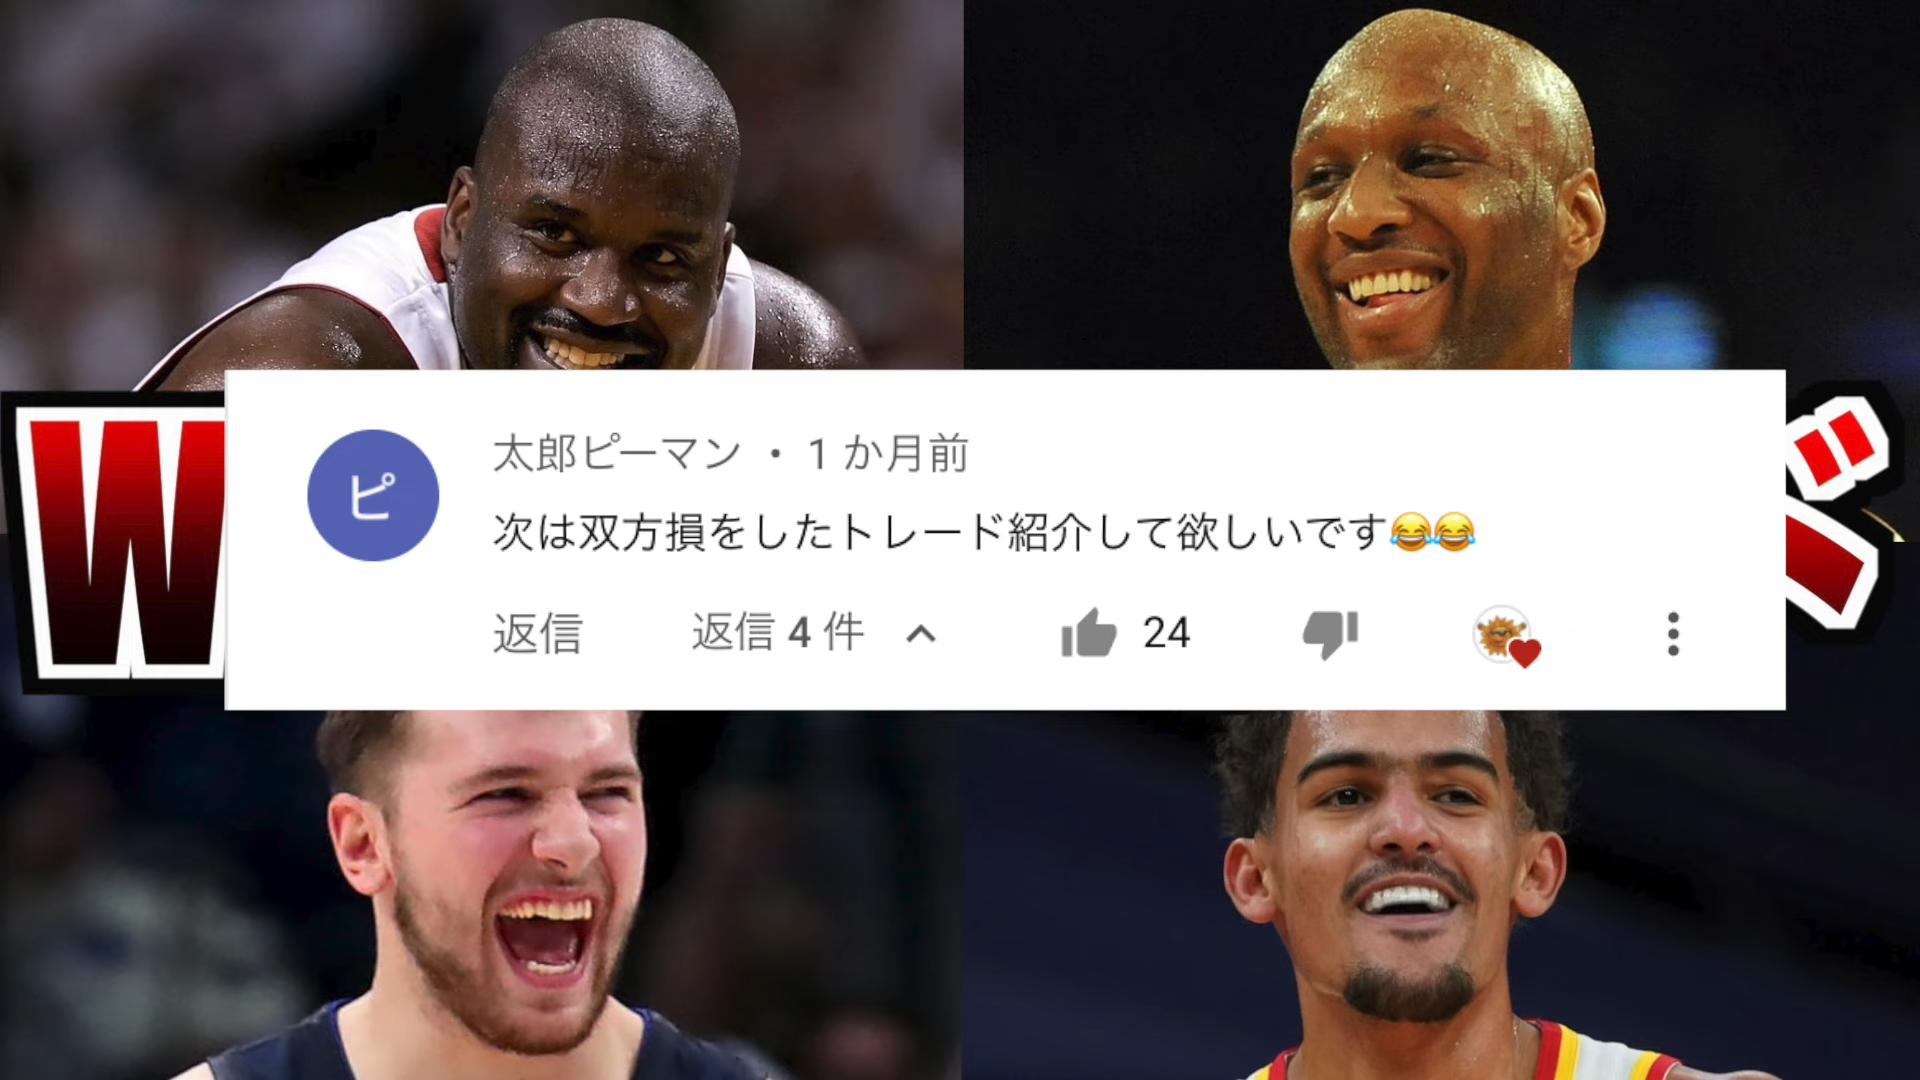 太郎ピーマン ・ 1 か月前
ピ
次は双方損をしたトレード紹介して欲しいです😂😂
返信 返信 4 件 24
W